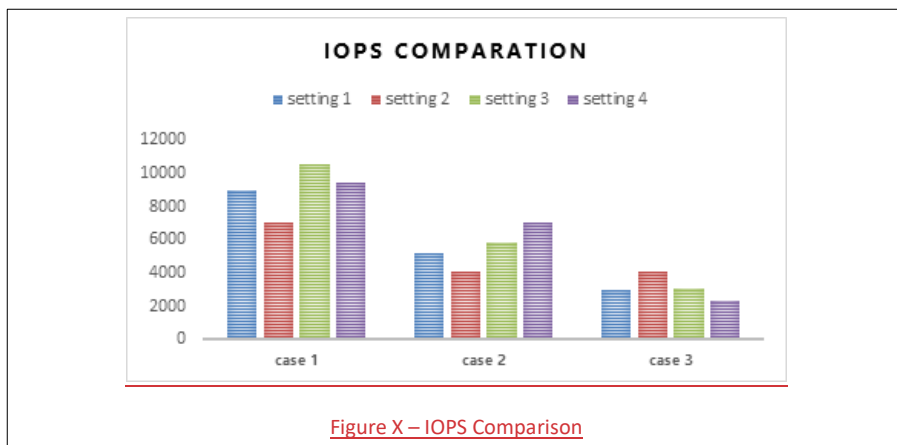 IOPS COMPARATION
setting 1 setting 2 setting 3 setting 4
12000
10000
8000
6000
4000
2000
0
case 1 case 2 case 3
Figure X – IOPS Comparison